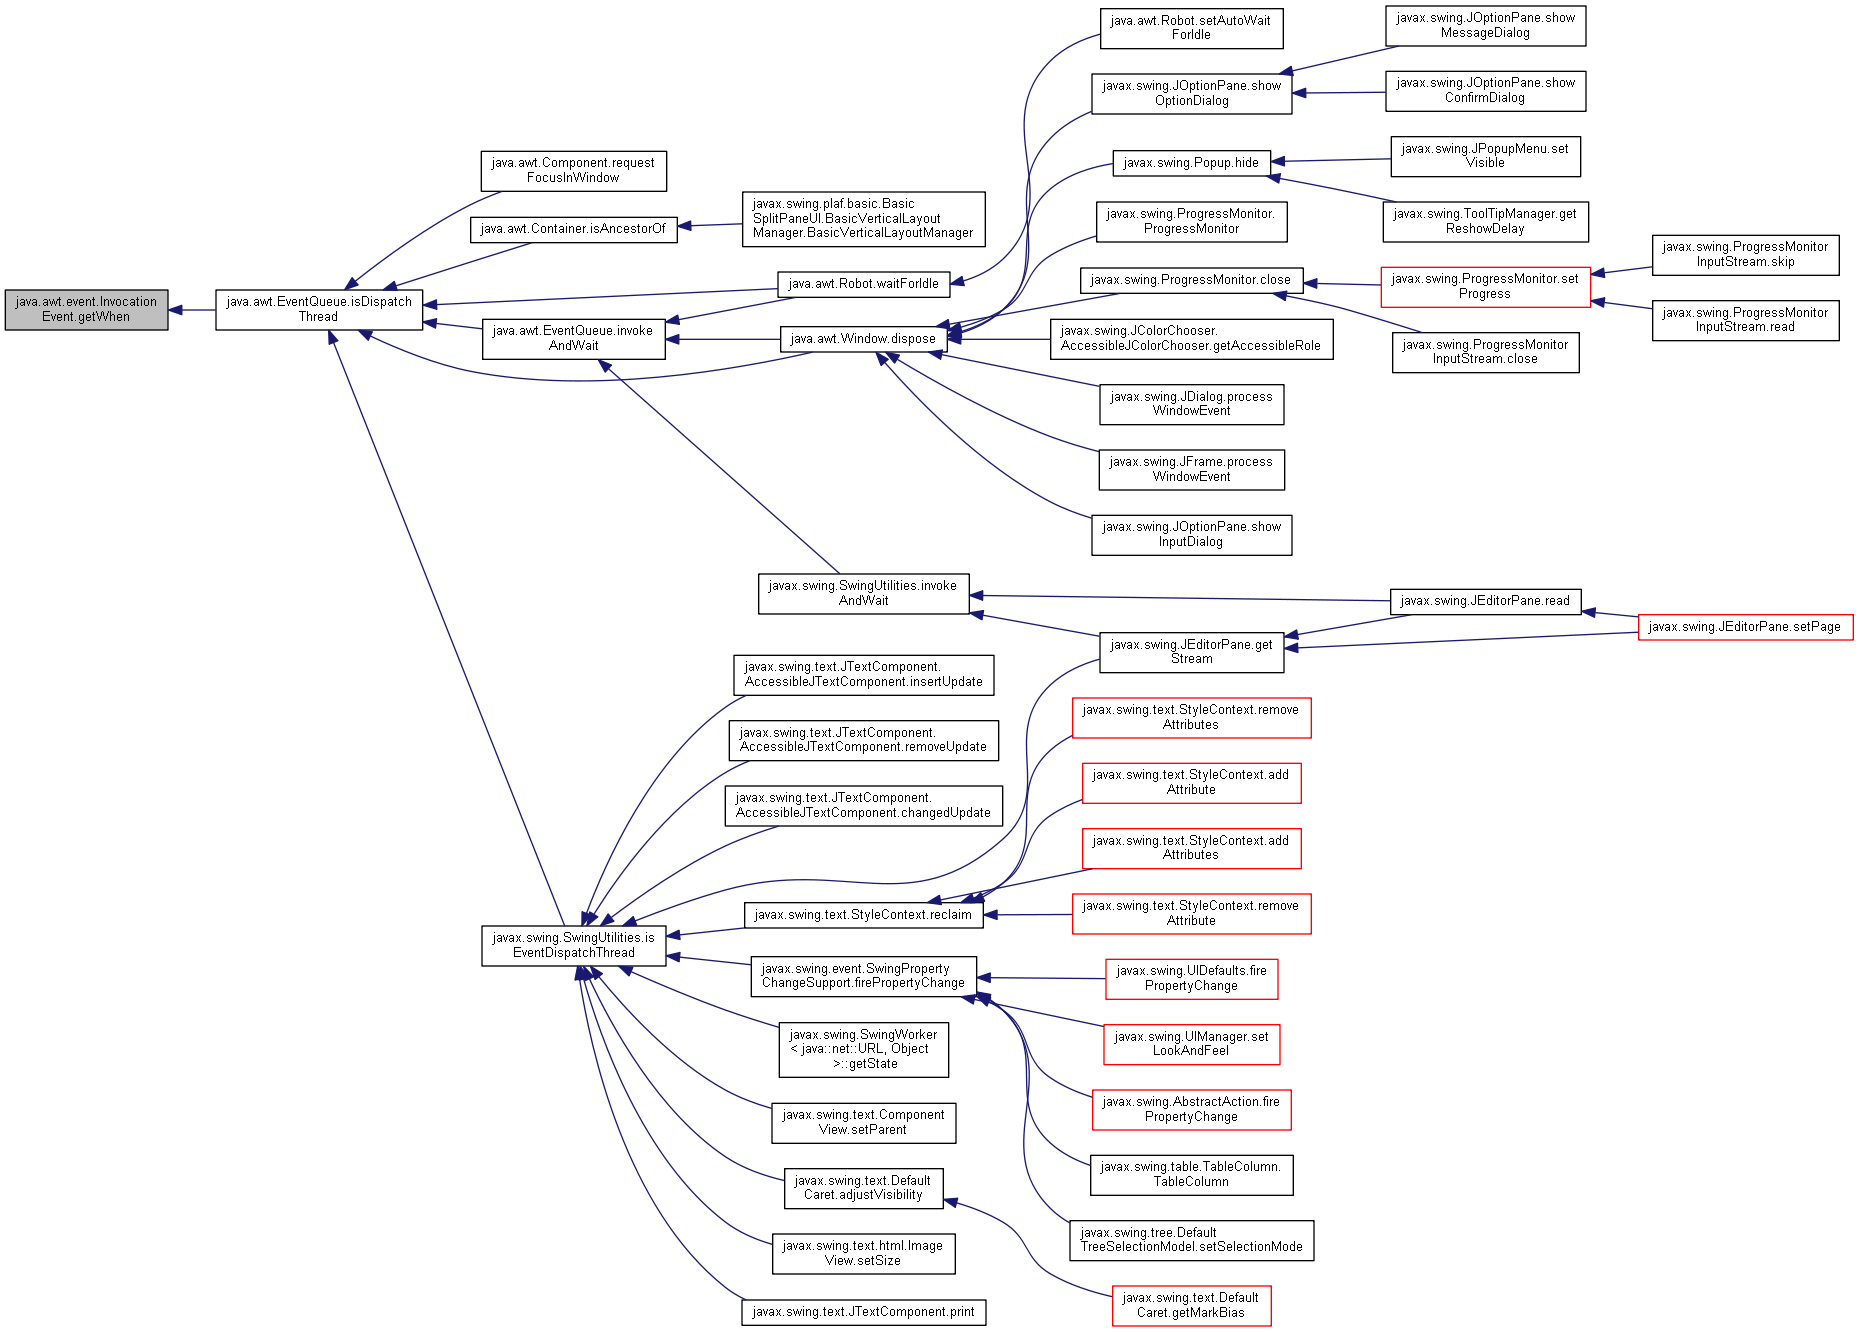 java.awt.event.Invocation
Event.getWhen
java.awt.EventQueue.isDispatch
Thread
java.awt.Component.request
FocusInWindow
java.awt.Container.isAncestorOf
javax.swing.plaf.basic.Basic
SplitPaneUI.BasicVerticalLayout
Manager.BasicVerticalLayoutManager
java.awt.Robot.waitForIdle
java.awt.EventQueue.invoke
AndWait
java.awt.Window.dispose
java.awt.Robot.setAutoWait
ForIdle
javax.swing.JOptionPane.show
OptionDialog
javax.swing.JOptionPane.show
MessageDialog
javax.swing.JOptionPane.show
ConfirmDialog
javax.swing.Popup.hide
javax.swing.JPopupMenu.set
Visible
javax.swing.ToolTipManager.get
ReshowDelay
javax.swing.ProgressMonitor.
ProgressMonitor
javax.swing.ProgressMonitor.close
javax.swing.ProgressMonitor.set
Progress
javax.swing.ProgressMonitor
InputStream.skip
javax.swing.ProgressMonitor
InputStream.read
javax.swing.ProgressMonitor
InputStream.close
javax.swing.JColorChooser.
AccessibleJColorChooser.getAccessibleRole
javax.swing.JDialog.process
WindowEvent
javax.swing.JFrame.process
WindowEvent
javax.swing.JOptionPane.show
InputDialog
javax.swing.SwingUtilities.invoke
AndWait
javax.swing.JEditorPane.read
javax.swing.JEditorPane.setPage
javax.swing.JEditorPane.get
Stream
javax.swing.SwingUtilities.is
EventDispatchThread
javax.swing.text.JTextComponent.
AccessibleJTextComponent.insertUpdate
javax.swing.text.JTextComponent.
AccessibleJTextComponent.removeUpdate
javax.swing.text.JTextComponent.
AccessibleJTextComponent.changedUpdate
javax.swing.text.StyleContext.reclaim
javax.swing.text.StyleContext.remove
Attributes
javax.swing.text.StyleContext.add
Attribute
javax.swing.text.StyleContext.add
Attributes
javax.swing.text.StyleContext.remove
Attribute
javax.swing.event.SwingProperty
ChangeSupport.firePropertyChange
javax.swing.UIDefaults.fire
PropertyChange
javax.swing.UIManager.set
LookAndFeel
javax.swing.AbstractAction.fire
PropertyChange
javax.swing.table.TableColumn.
TableColumn
javax.swing.tree.Default
TreeSelectionModel.setSelectionMode
javax.swing.SwingWorker
< java::net::URL, Object
>::getState
javax.swing.text.Component
View.setParent
javax.swing.text.Default
Caret.adjustVisibility
javax.swing.text.Default
Caret.getMarkBias
javax.swing.text.html.Image
View.setSize
javax.swing.text.JTextComponent.print